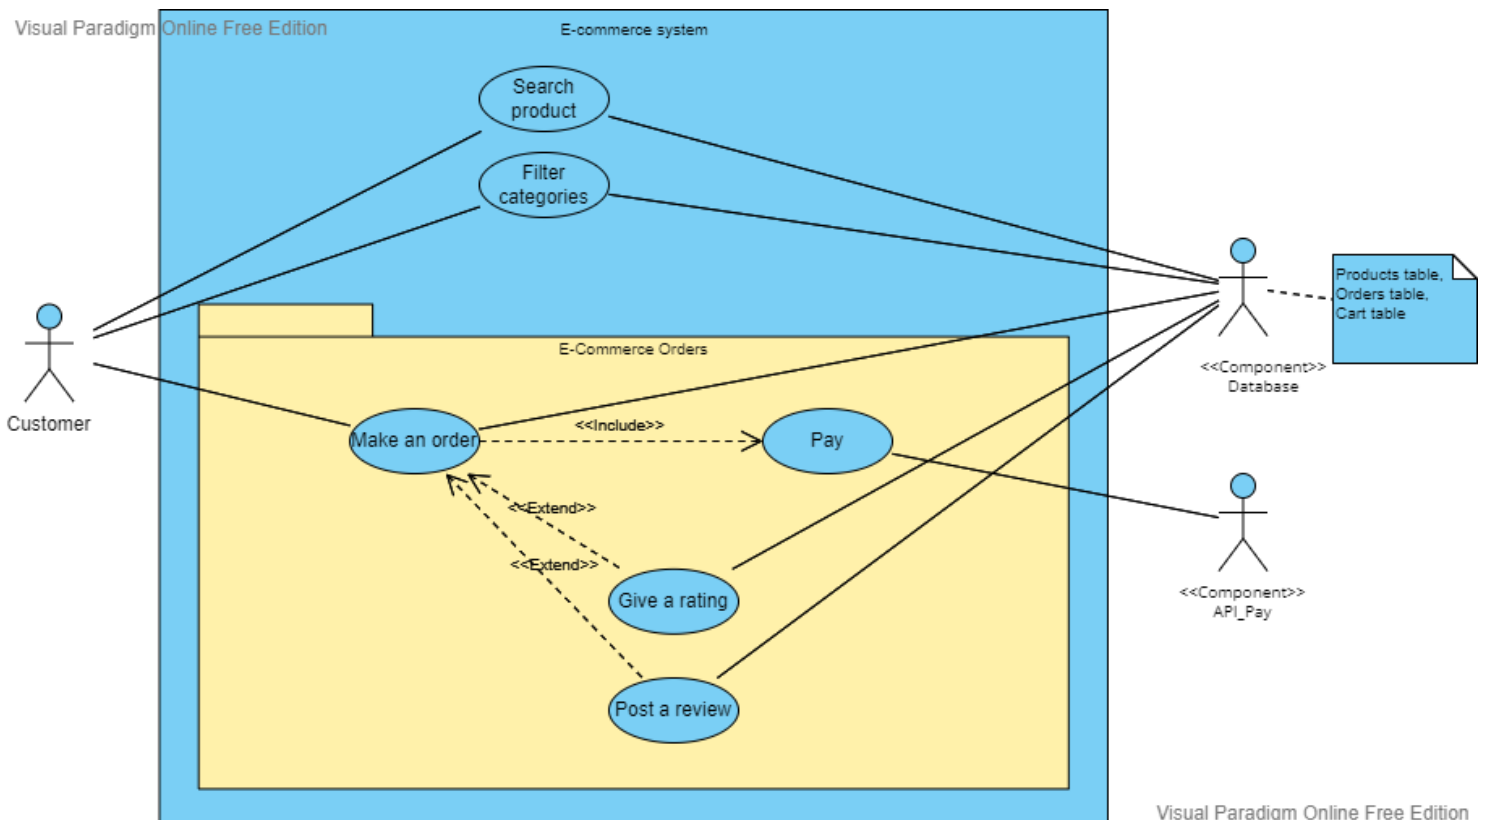 Visual Paradigm Online Free Edition
E-commerce system
Search
product
Filter
categories
Products table,
Orders table,
Cart table
<<Component>>
Database
Customer
E-Commerce Orders
Make an order
<<Include>>
Pay
<<Extend>>
<<Extend>>
Give a rating
Post a review
<<Component>>
API_Pay
Visual Paradigm Online Free Edition